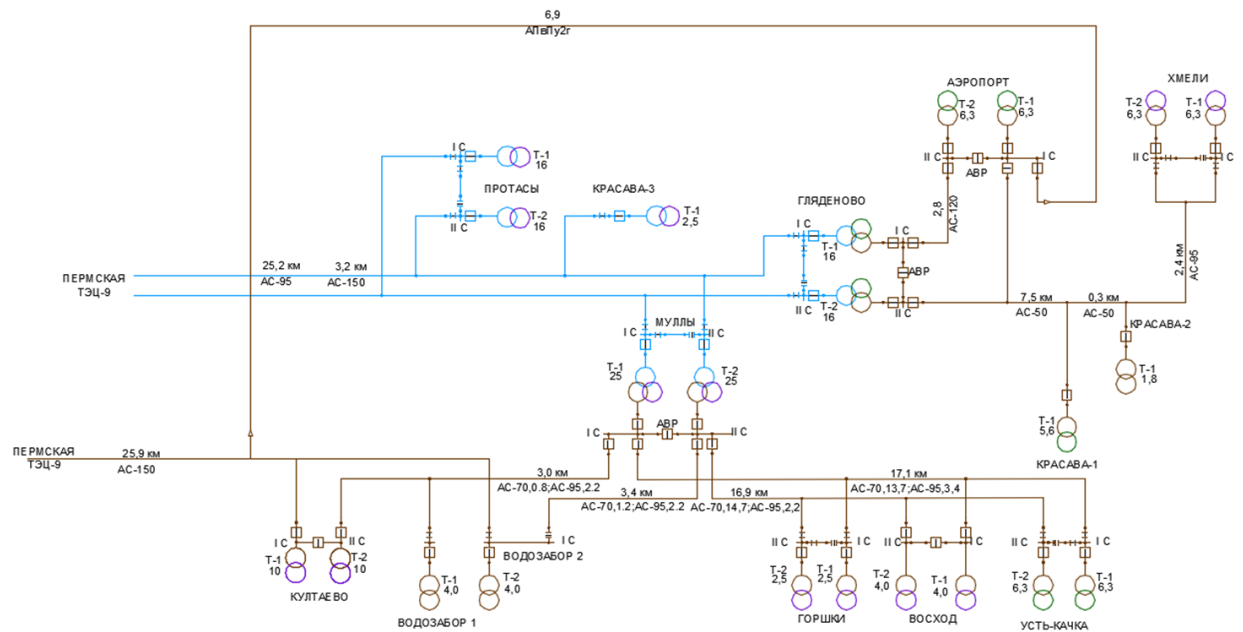 6,9
АПвПу2г
АЭРОПОРТ
ХМЕЛИ
Т-2
6,3
Т-1
6,3
Т-2
6,3
Т-1
6,3
I С
Т-1
16
II С
АВР
I С
II С
I С
ПРОТАСЫ
КРАСАВА-3
ГЛЯДЕНОВО
2,8
АС-120
Т-2
16
Т-1
2,5
II С
I С
Т-1
16
I С
2,4 км
АС-95
ПЕРМСКАЯ
ТЭЦ-9
25,2 км
АС-95
3,2 км
АС-150
АВР
II С
Т-2
16
II С
7,5 км
АС-50
0,3 км
АС-50
I С
МУЛЛЫ
II С
КРАСАВА-2
Т-1
25
Т-2
25
Т-1
1,8
I С
АВР
II С
Т-1
5,6
КРАСАВА-1
ПЕРМСКАЯ
ТЭЦ-9
25,9 км
АС-150
3,0 км
АС-70,0.8;АС-95,2.2
17,1 км
АС-70,13,7;АС-95,3,4
3,4 км
АС-70,1.2;АС-95,2.2
16,9 км
АС-70,14,7;АС-95,2,2
I С
II С
I С
ВОДОЗАБОР 2
II С
I С
II С
I С
II С
I С
Т-1
10
Т-2
10
КУЛТАЕВО
Т-1
4,0
Т-2
4,0
ВОДОЗАБОР 1
Т-2
2,5
Т-1
2,5
ГОРШКИ
Т-2
4,0
Т-1
4,0
ВОСХОД
Т-2
6,3
Т-1
6,3
УСТЬ-КАЧКА